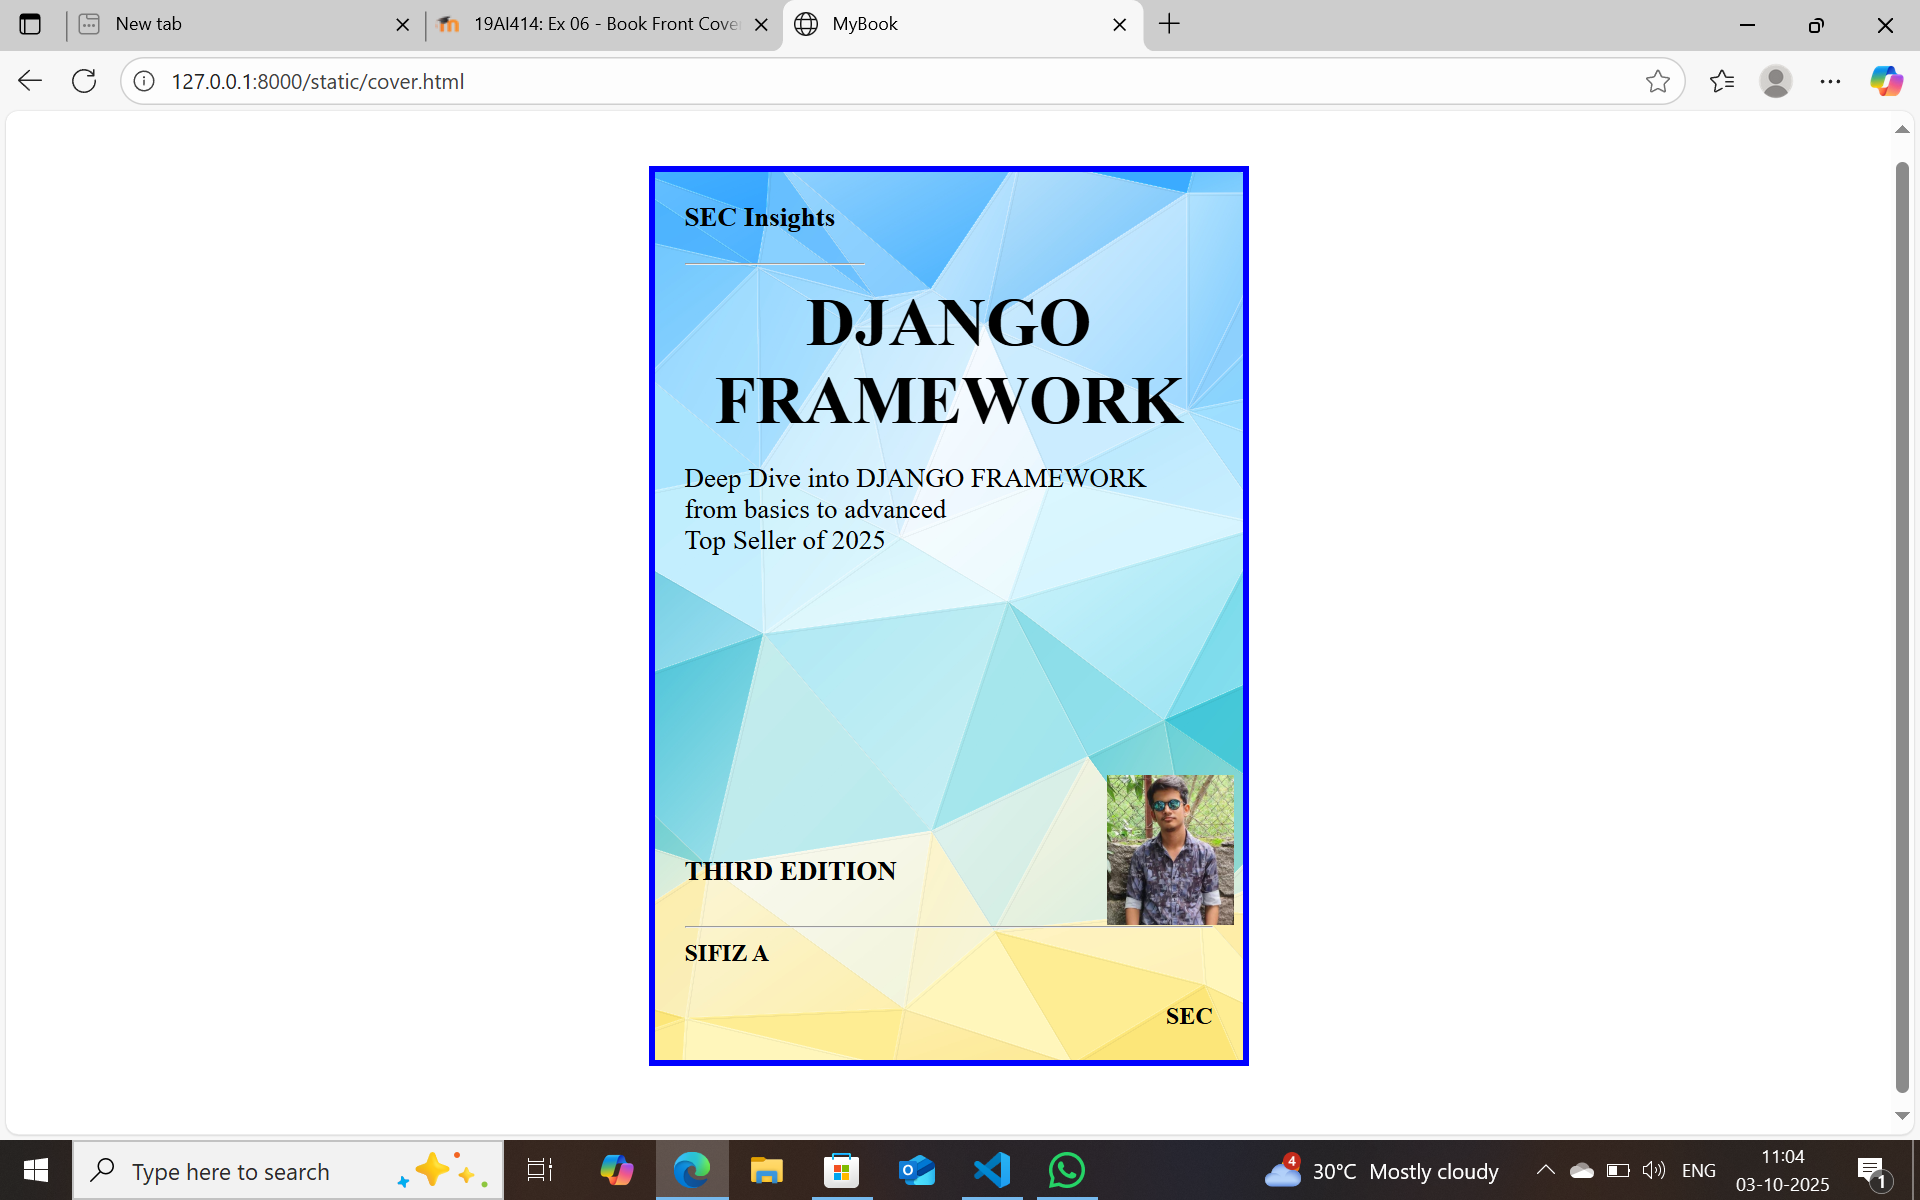 New tab
19AI414: Ex 06 - Book Front Cove
MyBook
127.0.0.1:8000/static/cover.html
SEC Insights
DJANGO
FRAMEWORK
Deep Dive into DJANGO FRAMEWORK
from basics to advanced
Top Seller of 2025
THIRD EDITION
SIFIZ A
SEC
Type here to search
4
30°C Mostly cloudy
ENG
11:04
03-10-2025
1